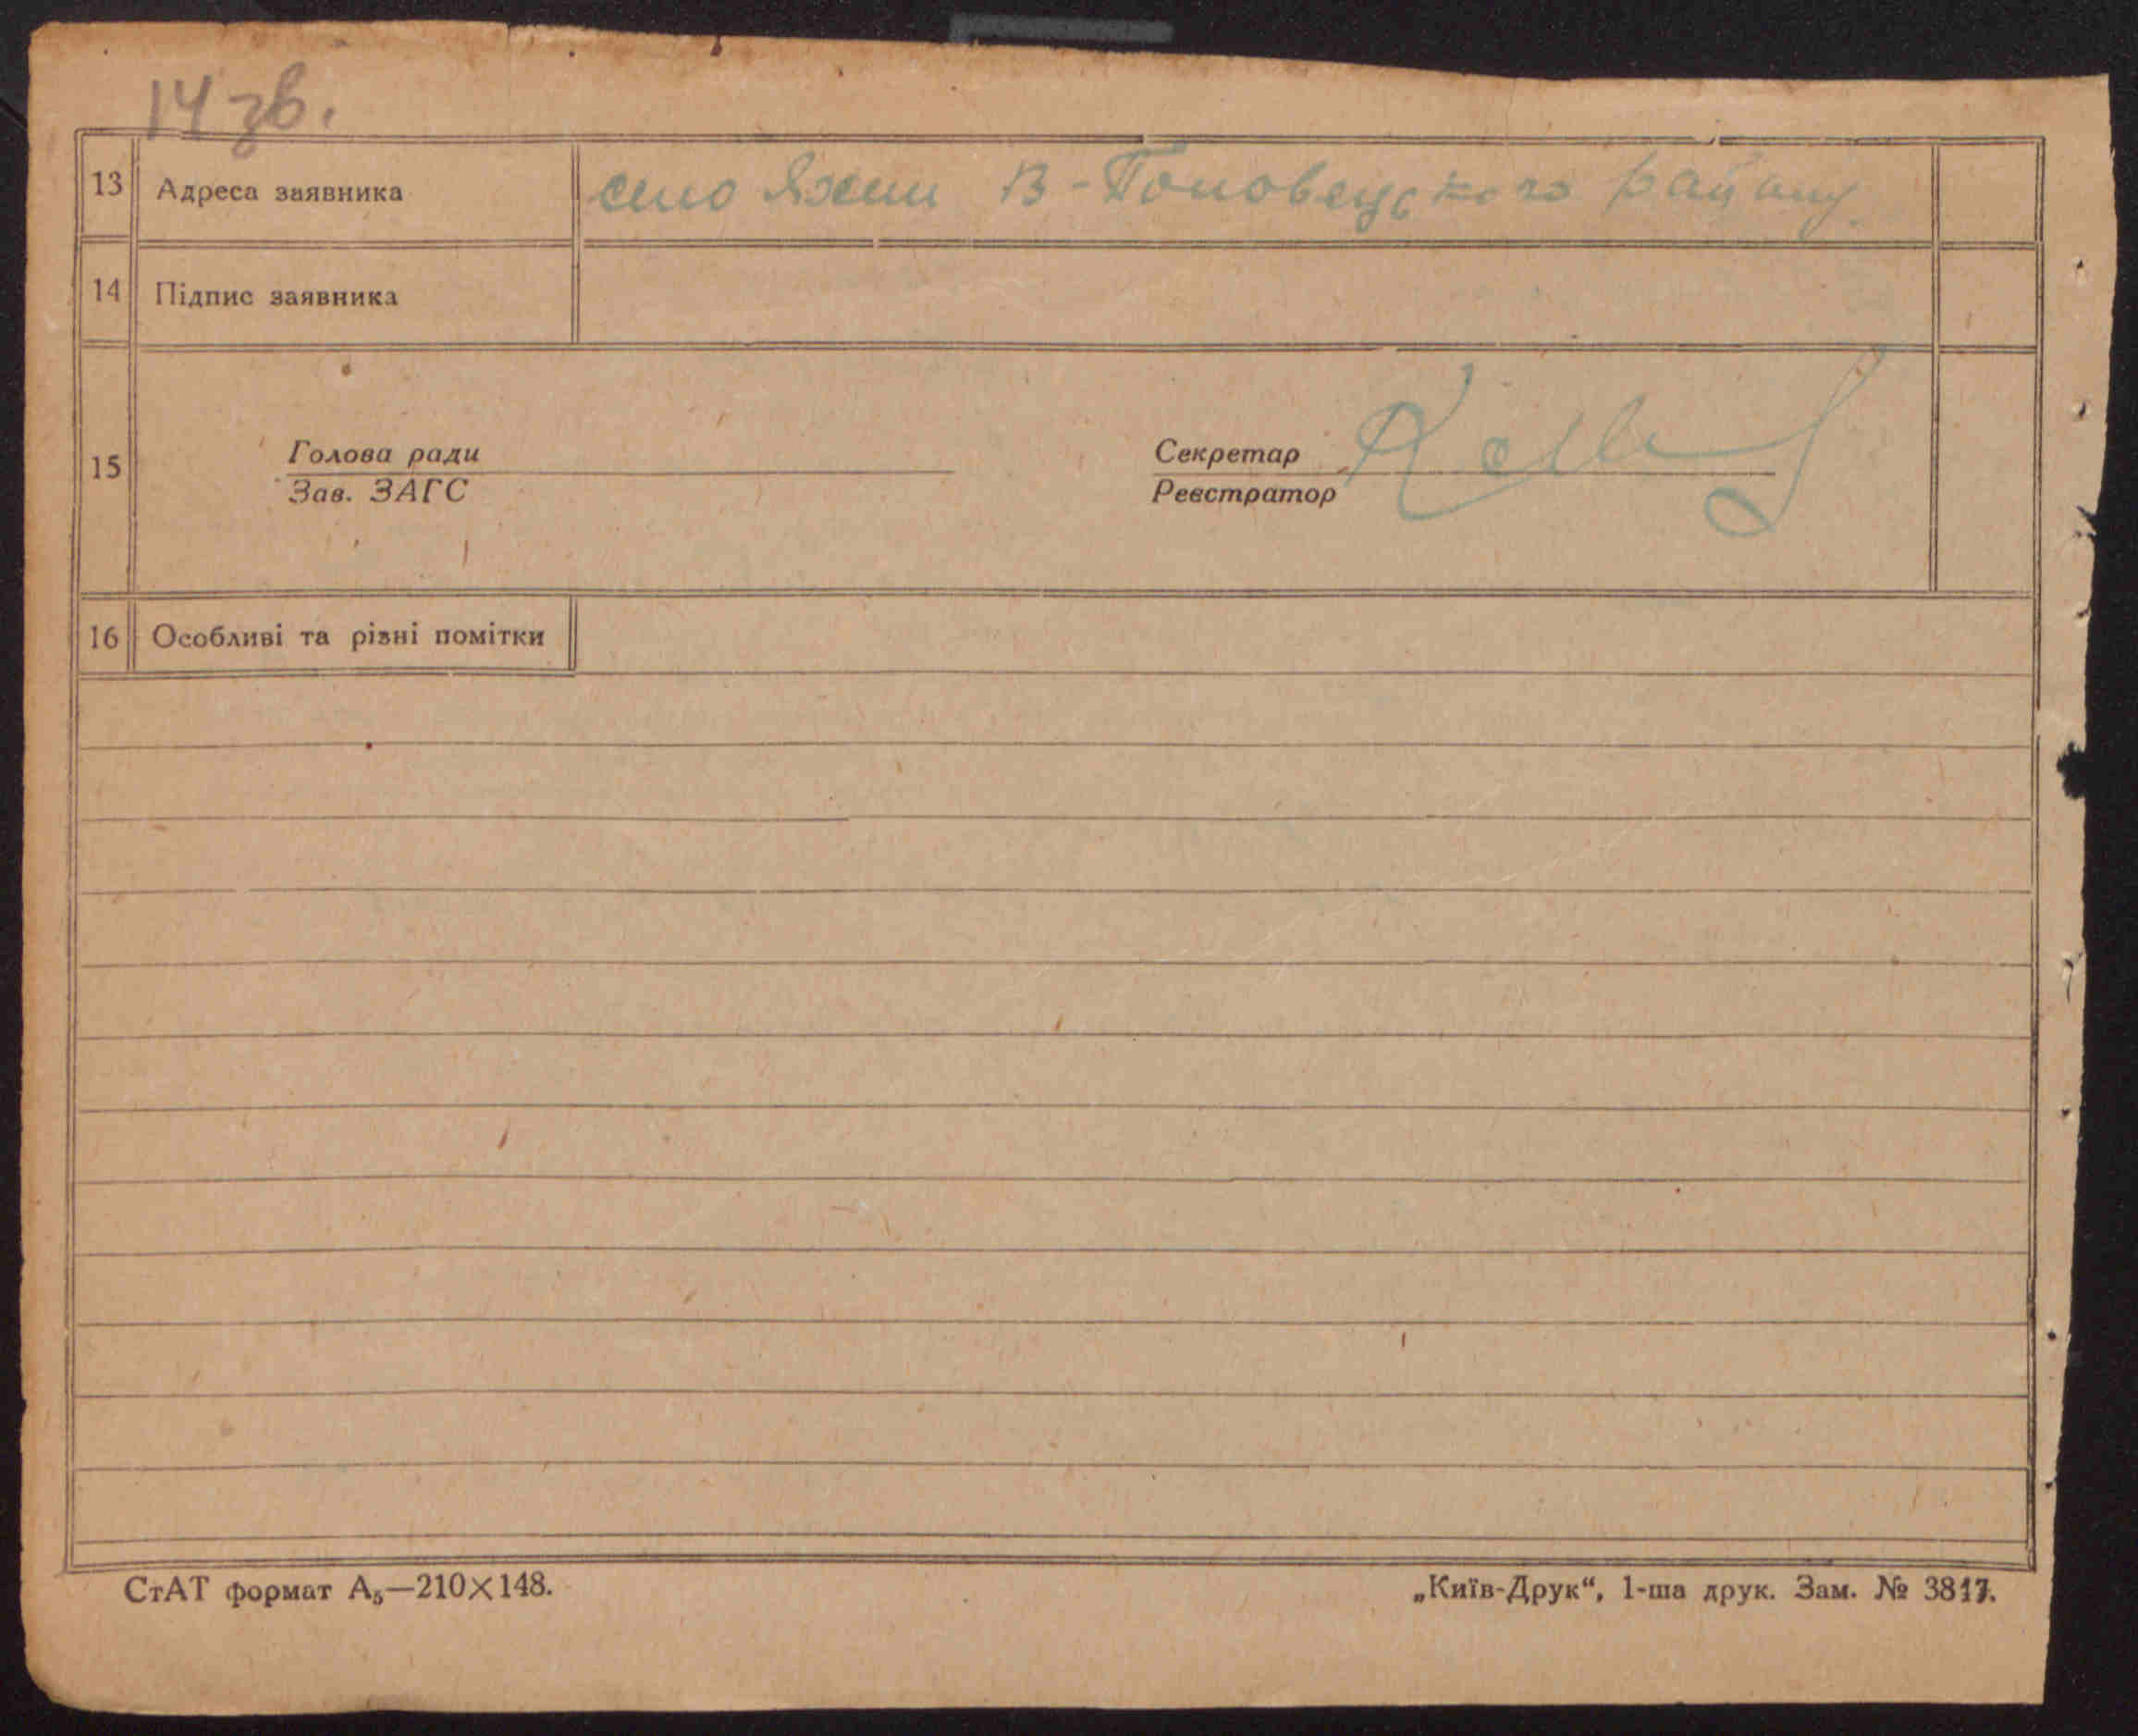 14 зв.
13 Адреса заявника село Яхни В-Поповецького району.
14 Підпис заявника
15 Голова ради Секретар
Зав. ЗАГС Реєстратор
16 Особливі та різні помітки
СтАТ формат А₅—210×148. „Київ-Друк“, 1-ша друк. Зам. № 3817.